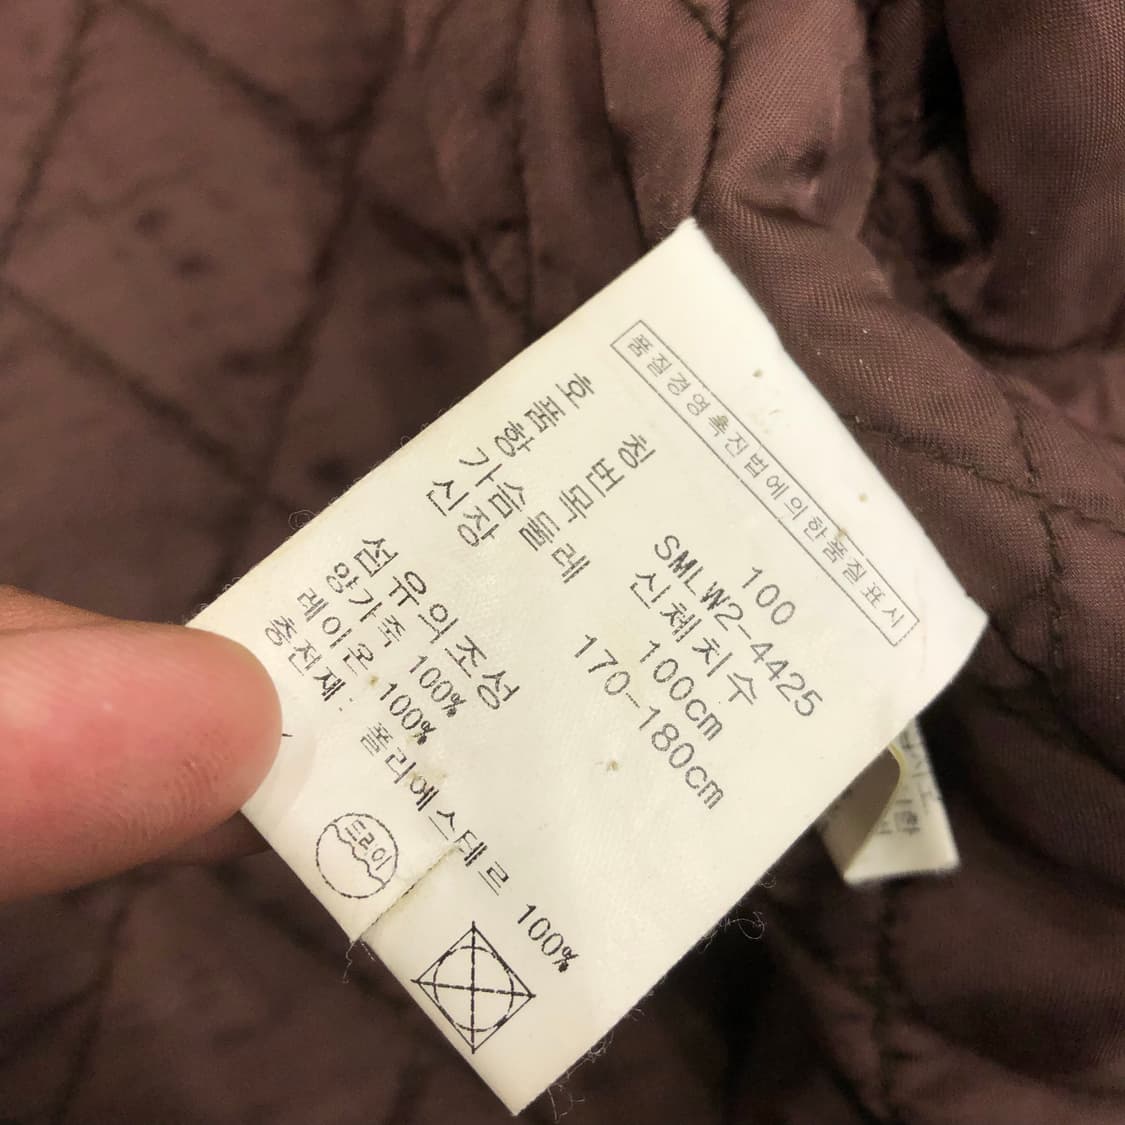 품질경영촉진법에의한품질표시
호칭 100
품번 SMLW2-4425
항목 신체치수
가슴둘레 100cm
신장 170-180cm
섬유의조성
양가죽 100%
레이온 100%
충전재: 폴리에스테르 100%
드라이